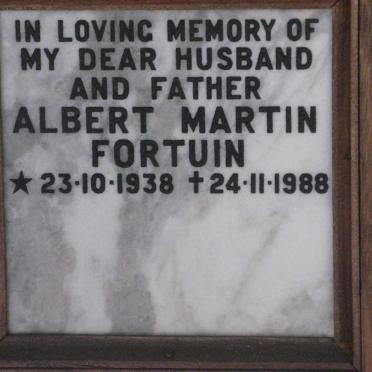 IN LOVING MEMORY OF
MY DEAR HUSBAND
AND FATHER
ALBERT MARTIN
FORTUIN
★ 23·10·1938 ✝ 24·11·1988